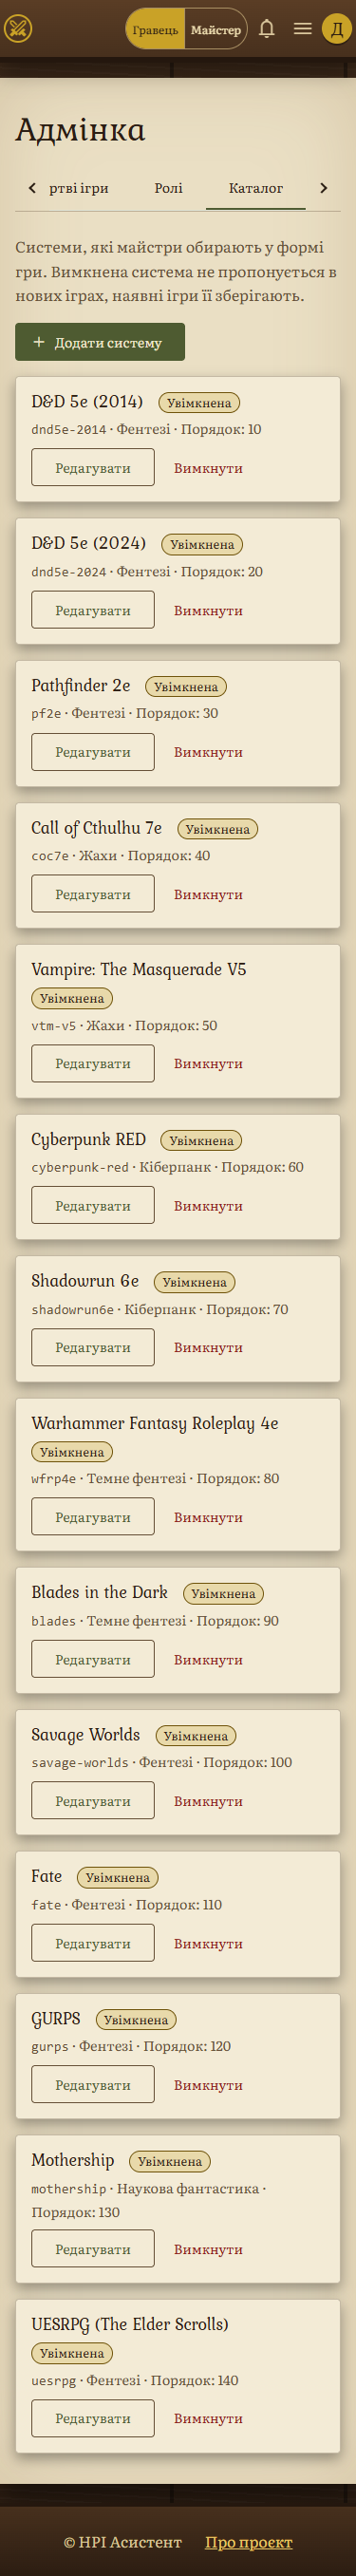 Гравець Майстер Д
Адмінка
ртві ігри Ролі Каталог
Системи, які майстри обирають у формі
гри. Вимкнена система не пропонується в
нових іграх, наявні ігри її зберігають.
+ Додати систему
D&D 5e (2014) Увімкнена
dnd5e-2014 · Фентезі · Порядок: 10
Редагувати Вимкнути
D&D 5e (2024) Увімкнена
dnd5e-2024 · Фентезі · Порядок: 20
Редагувати Вимкнути
Pathfinder 2e Увімкнена
pf2e · Фентезі · Порядок: 30
Редагувати Вимкнути
Call of Cthulhu 7e Увімкнена
coc7e · Жахи · Порядок: 40
Редагувати Вимкнути
Vampire: The Masquerade V5
Увімкнена
vtm-v5 · Жахи · Порядок: 50
Редагувати Вимкнути
Cyberpunk RED Увімкнена
cyberpunk-red · Кіберпанк · Порядок: 60
Редагувати Вимкнути
Shadowrun 6e Увімкнена
shadowrun6e · Кіберпанк · Порядок: 70
Редагувати Вимкнути
Warhammer Fantasy Roleplay 4e
Увімкнена
wfrp4e · Темне фентезі · Порядок: 80
Редагувати Вимкнути
Blades in the Dark Увімкнена
blades · Темне фентезі · Порядок: 90
Редагувати Вимкнути
Savage Worlds Увімкнена
savage-worlds · Фентезі · Порядок: 100
Редагувати Вимкнути
Fate Увімкнена
fate · Фентезі · Порядок: 110
Редагувати Вимкнути
GURPS Увімкнена
gurps · Фентезі · Порядок: 120
Редагувати Вимкнути
Mothership Увімкнена
mothership · Наукова фантастика ·
Порядок: 130
Редагувати Вимкнути
UESRPG (The Elder Scrolls)
Увімкнена
uesrpg · Фентезі · Порядок: 140
Редагувати Вимкнути
© НРІ Асистент Про проєкт